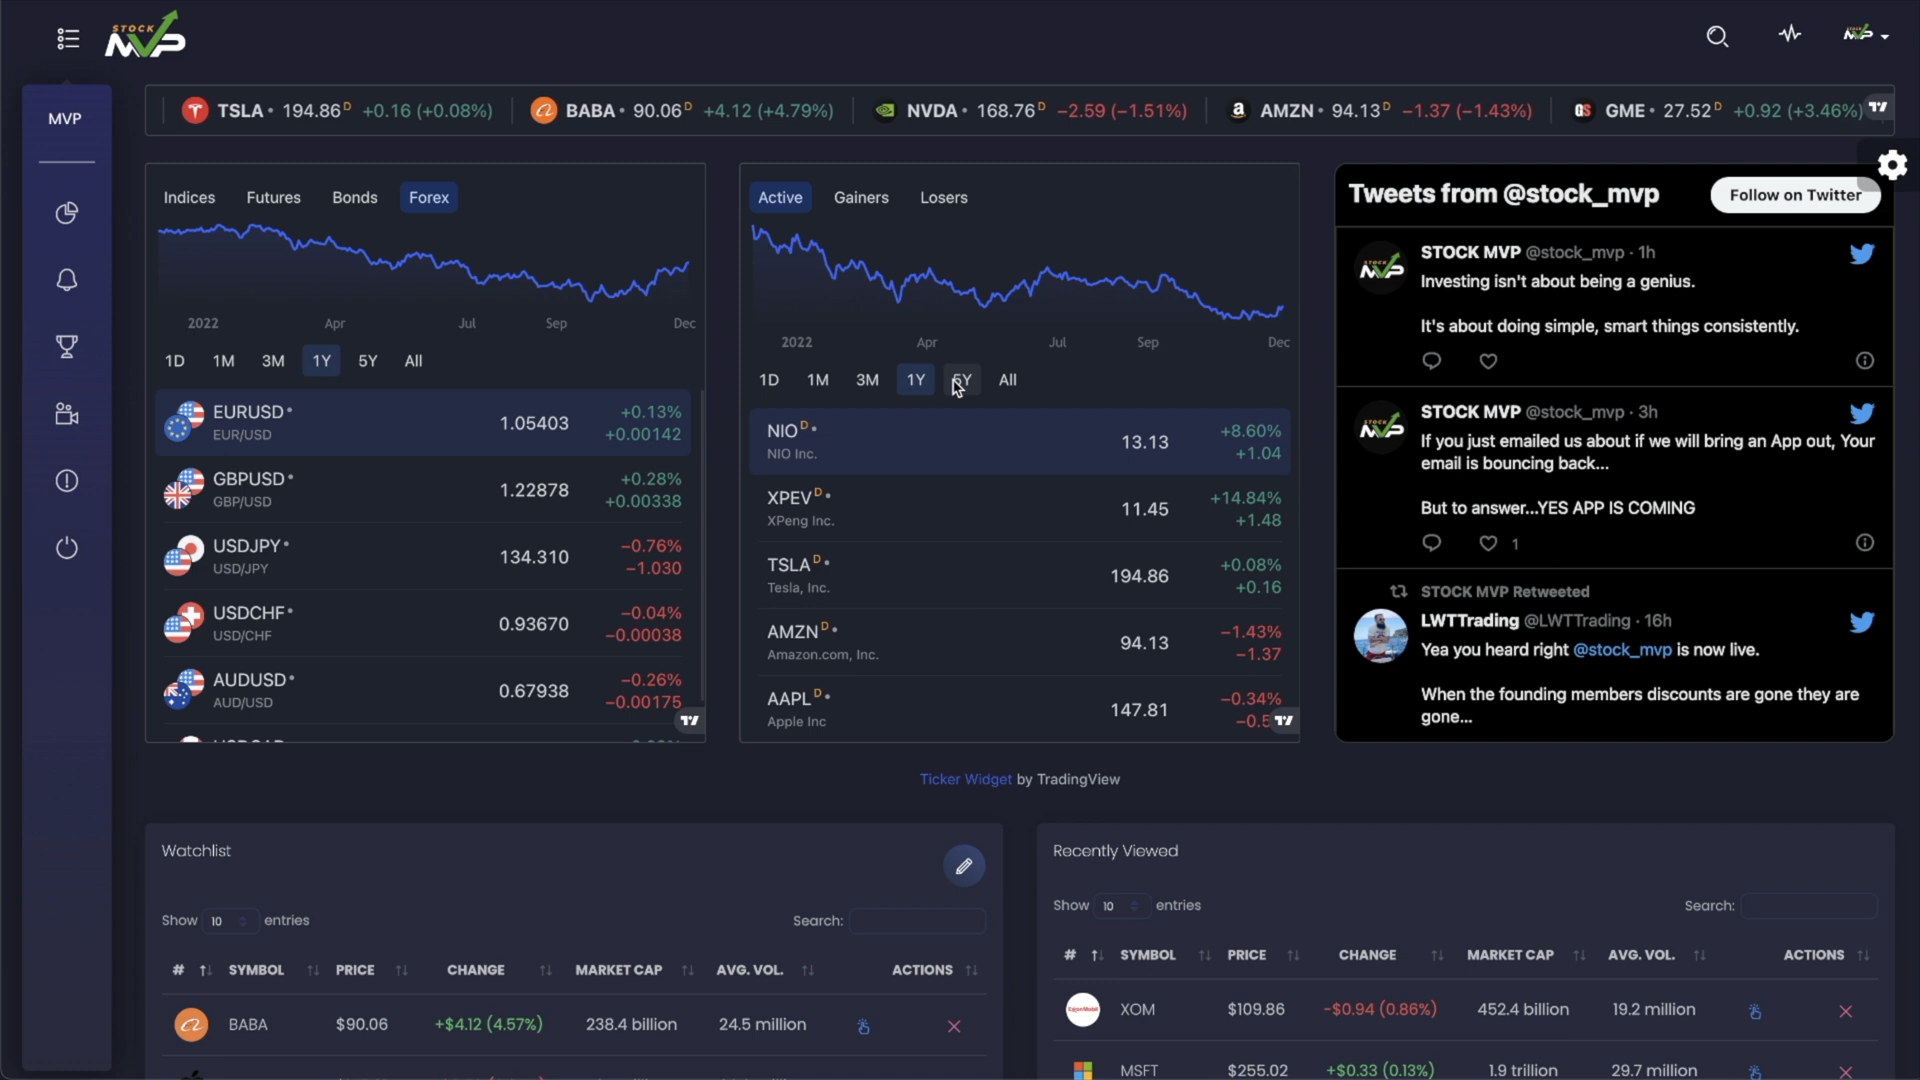 STOCK
MVP
MVP
TSLA • 194.86 D +0.16 (+0.08%)
BABA • 90.06 D +4.12 (+4.79%)
NVDA • 168.76 D −2.59 (−1.51%)
AMZN • 94.13 D −1.37 (−1.43%)
GME • 27.52 D +0.92 (+3.46%)
Indices Futures Bonds Forex
2022 Apr Jul Sep Dec
1D 1M 3M 1Y 5Y All
EURUSD • 1.05403 +0.13%
EUR/USD +0.00142
GBPUSD • 1.22878 +0.28%
GBP/USD +0.00338
USDJPY • 134.310 −0.76%
USD/JPY −1.030
USDCHF • 0.93670 −0.04%
USD/CHF −0.00038
AUDUSD • 0.67938 −0.26%
AUD/USD −0.00175
Active Gainers Losers
2022 Apr Jul Sep Dec
1D 1M 3M 1Y 5Y All
NIO D • 13.13 +8.60%
NIO Inc. +1.04
XPEV D • 11.45 +14.84%
XPeng Inc. +1.48
TSLA D • 194.86 +0.08%
Tesla, Inc. +0.16
AMZN D • 94.13 −1.43%
Amazon.com, Inc. −1.37
AAPL D • 147.81 −0.34%
Apple Inc
Tweets from @stock_mvp Follow on Twitter
STOCK MVP @stock_mvp · 1h
Investing isn't about being a genius.
It's about doing simple, smart things consistently.
STOCK MVP @stock_mvp · 3h
If you just emailed us about if we will bring an App out, Your
email is bouncing back...
But to answer...YES APP IS COMING
1
STOCK MVP Retweeted
LWTTrading @LWTTrading · 16h
Yea you heard right @stock_mvp is now live.
When the founding members discounts are gone they are
gone...
Ticker Widget by TradingView
Watchlist
Show 10 entries Search:
# SYMBOL PRICE CHANGE MARKET CAP AVG. VOL. ACTIONS
BABA $90.06 +$4.12 (4.57%) 238.4 billion 24.5 million
Recently Viewed
Show 10 entries Search:
# SYMBOL PRICE CHANGE MARKET CAP AVG. VOL. ACTIONS
XOM $109.86 -$0.94 (0.86%) 452.4 billion 19.2 million
MSFT $255.02 +$0.33 (0.13%) 1.9 trillion 29.7 million